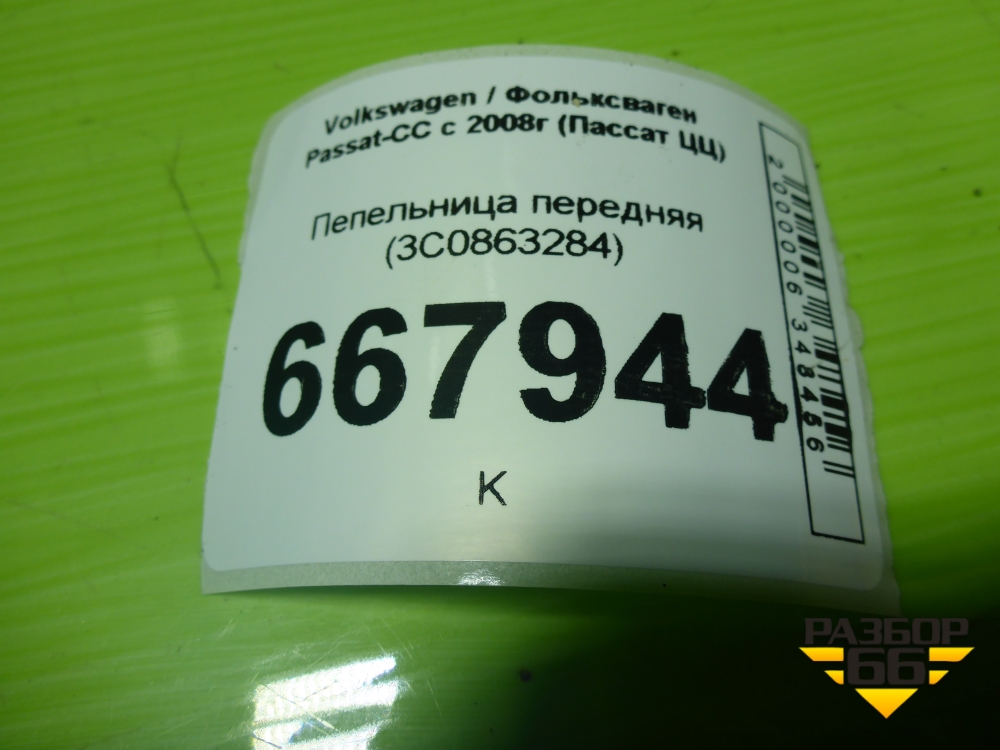 Volkswagen / Фольксваген
Passat-CC с 2008г (Пассат ЦЦ)
Пепельница передняя
(3C0863284)
667944
К
2000006348466
РАЗБОР
66